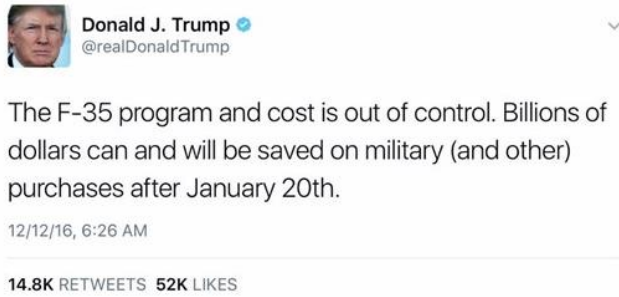 Donald J. Trump
@realDonaldTrump
The F-35 program and cost is out of control. Billions of
dollars can and will be saved on military (and other)
purchases after January 20th.
12/12/16, 6:26 AM
14.8K RETWEETS 52K LIKES